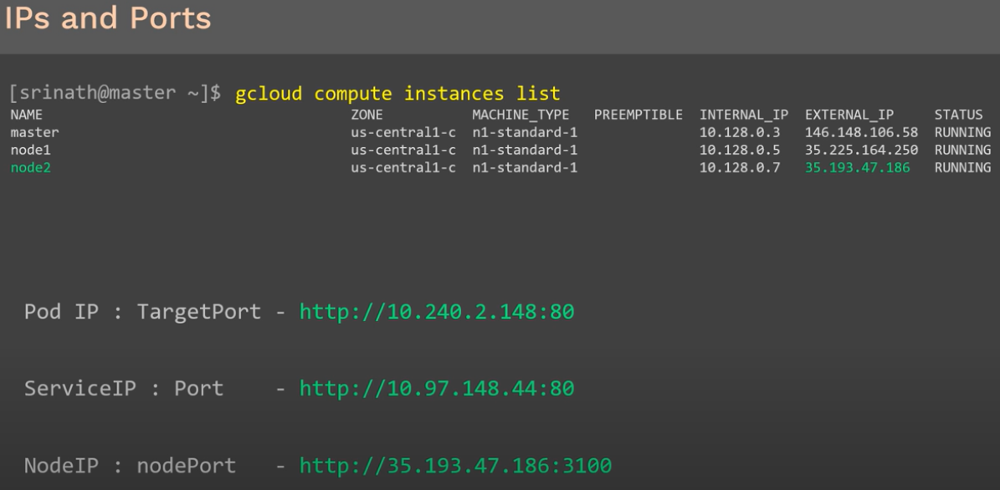 IPs and Ports
[srinath@master ~]$ gcloud compute instances list
NAME ZONE MACHINE_TYPE PREEMPTIBLE INTERNAL_IP EXTERNAL_IP STATUS
master us-central1-c n1-standard-1 10.128.0.3 146.148.106.58 RUNNING
node1 us-central1-c n1-standard-1 10.128.0.5 35.225.164.250 RUNNING
node2 us-central1-c n1-standard-1 10.128.0.7 35.193.47.186 RUNNING
Pod IP : TargetPort - http://10.240.2.148:80
ServiceIP : Port - http://10.97.148.44:80
NodeIP : nodePort - http://35.193.47.186:3100